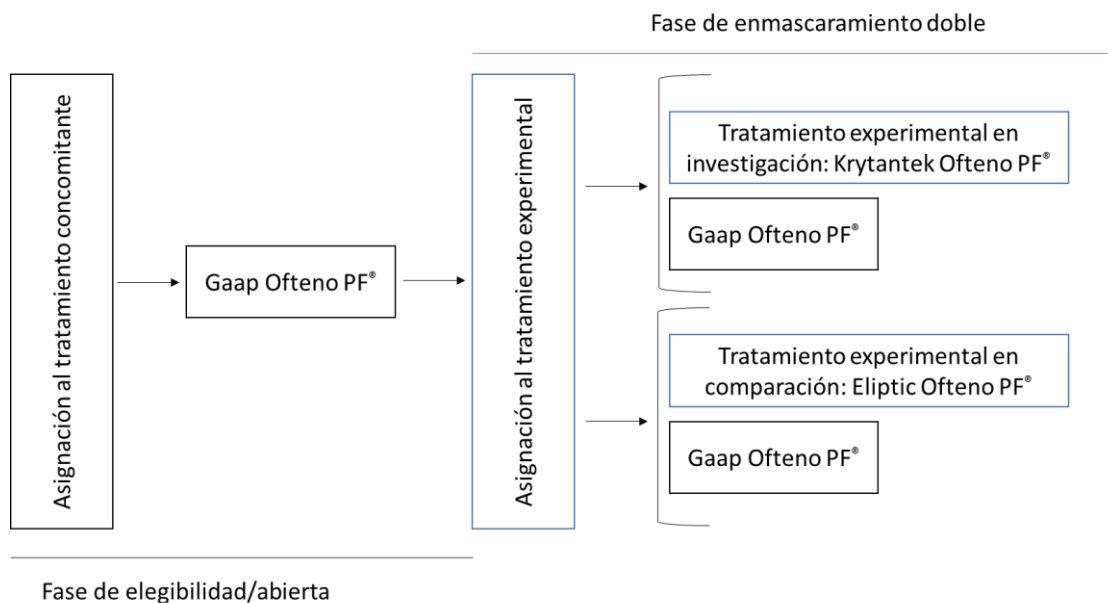 Fase de enmascaramiento doble
Asignación al tratamiento concomitante
Gaap Ofteno PF®
Asignación al tratamiento experimental
Tratamiento experimental en
investigación: Krytantek Ofteno PF®
Gaap Ofteno PF®
Tratamiento experimental en
comparación: Eliptic Ofteno PF®
Gaap Ofteno PF®
Fase de elegibilidad/abierta